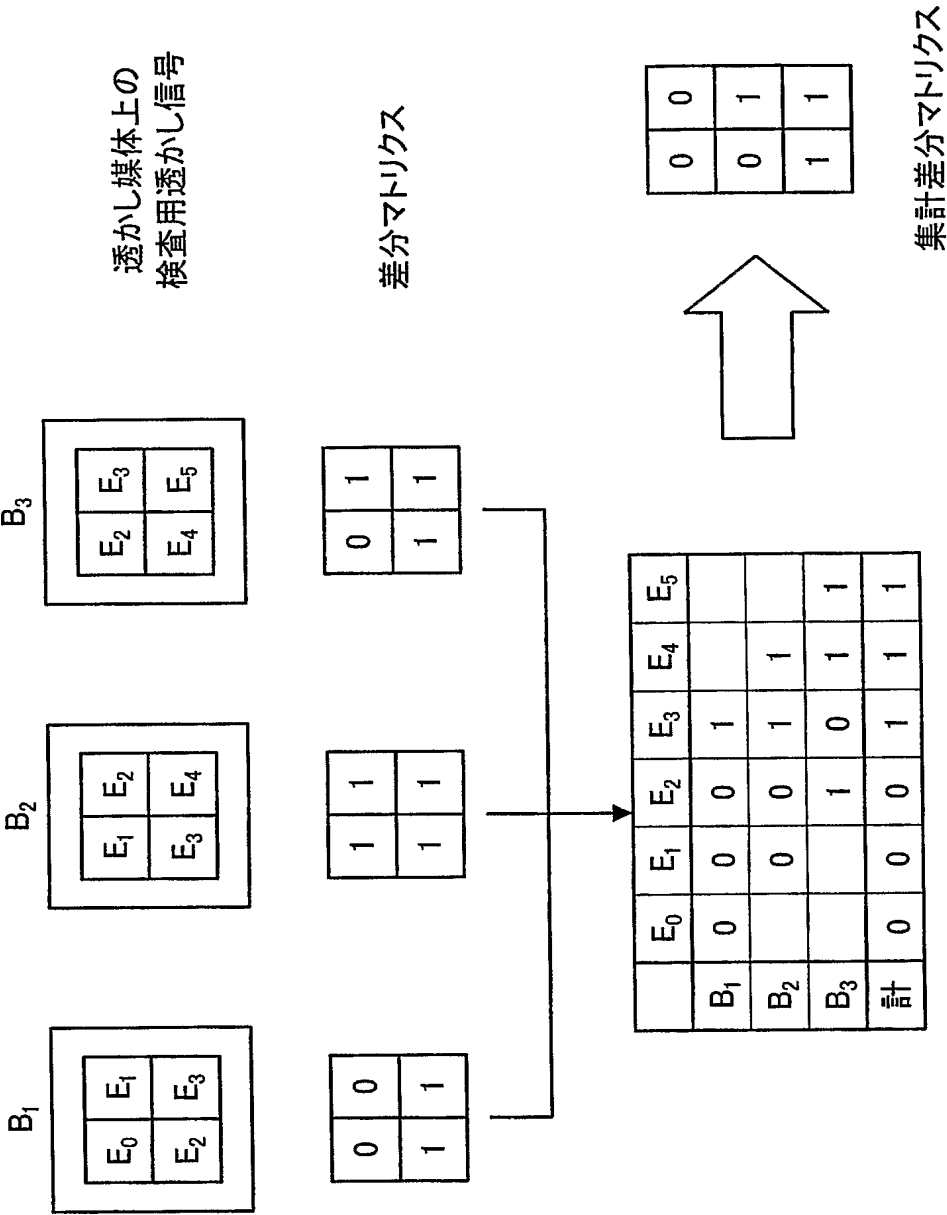 B₁ B₂ B₃
E₀ E₁ E₁ E₂ E₂ E₃
E₂ E₃ E₃ E₄ E₄ E₅
透かし媒体上の
検査用透かし信号
0 0 1 1 0 1
1 1 1 1 1 1
差分マトリクス
E₀ E₁ E₂ E₃ E₄ E₅
B₁ 0 0 0 1
B₂ 0 0 1 1
B₃ 1 0 1 1
計 0 0 0 1 1 1
0 0
0 1
1 1
集計差分マトリクス